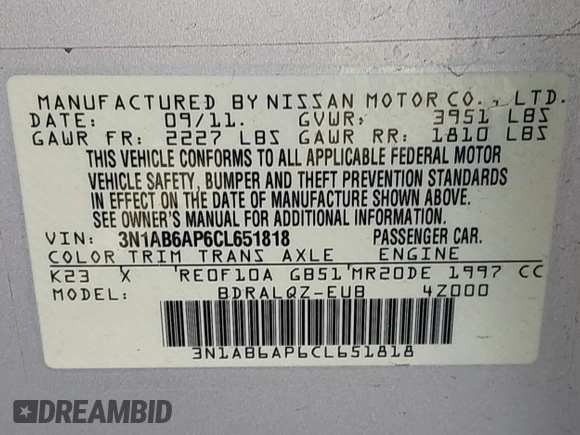 MANUFACTURED BY NISSAN MOTOR CO., LTD.
DATE: 09/11. GVWR: 3951 LBS
GAWR FR: 2227 LBS GAWR RR: 1810 LBS
THIS VEHICLE CONFORMS TO ALL APPLICABLE FEDERAL MOTOR
VEHICLE SAFETY, BUMPER AND THEFT PREVENTION STANDARDS
IN EFFECT ON THE DATE OF MANUFACTURE SHOWN ABOVE.
SEE OWNER'S MANUAL FOR ADDITIONAL INFORMATION.
VIN: 3N1AB6AP6CL651818 PASSENGER CAR.
COLOR TRIM TRANS AXLE ENGINE
K23 X 'RE0F10A GB51'MR20DE 1997 CC
MODEL: BDRALQZ-EUB 4Z000
3N1AB6AP6CL651818
DREAMBID